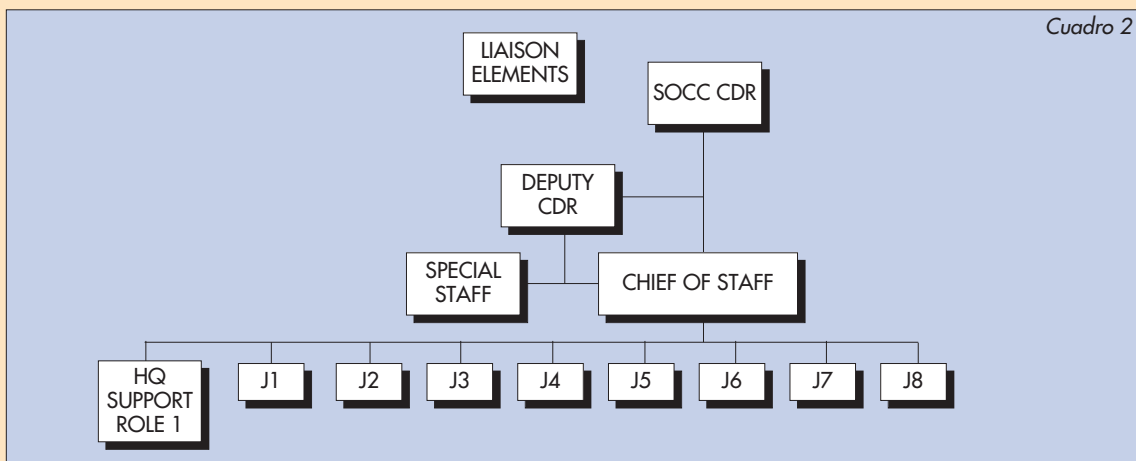 Cuadro 2
LIAISON
ELEMENTS
SOCC CDR
DEPUTY
CDR
SPECIAL
STAFF
CHIEF OF STAFF
HQ
SUPPORT
ROLE 1
J1
J2
J3
J4
J5
J6
J7
J8